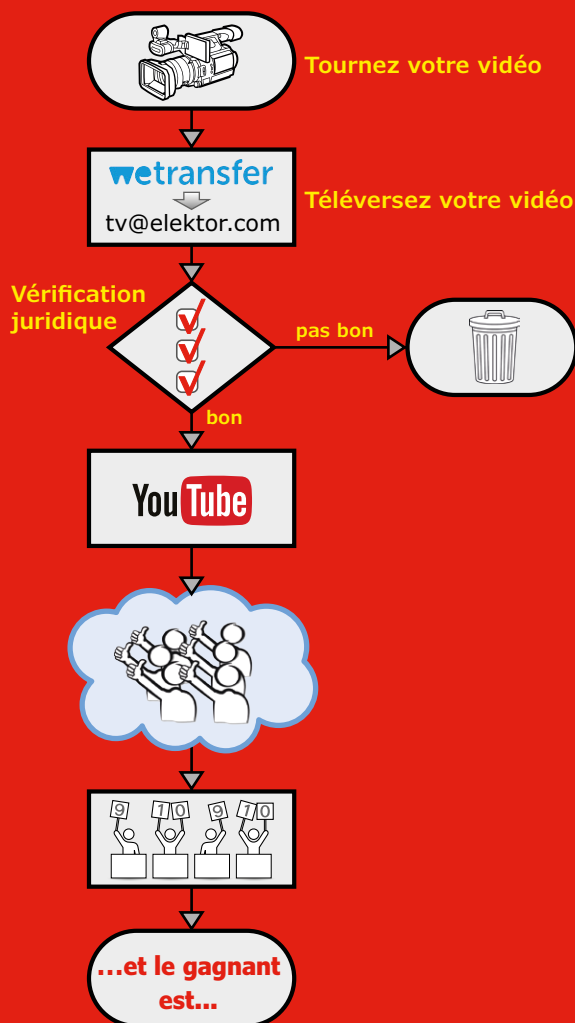 Tournez votre vidéo
wetransfer
tv@elektor.com
Téléversez votre vidéo
Vérification
juridique
pas bon
bon
YouTube
9 10 9 10
...et le gagnant
est...